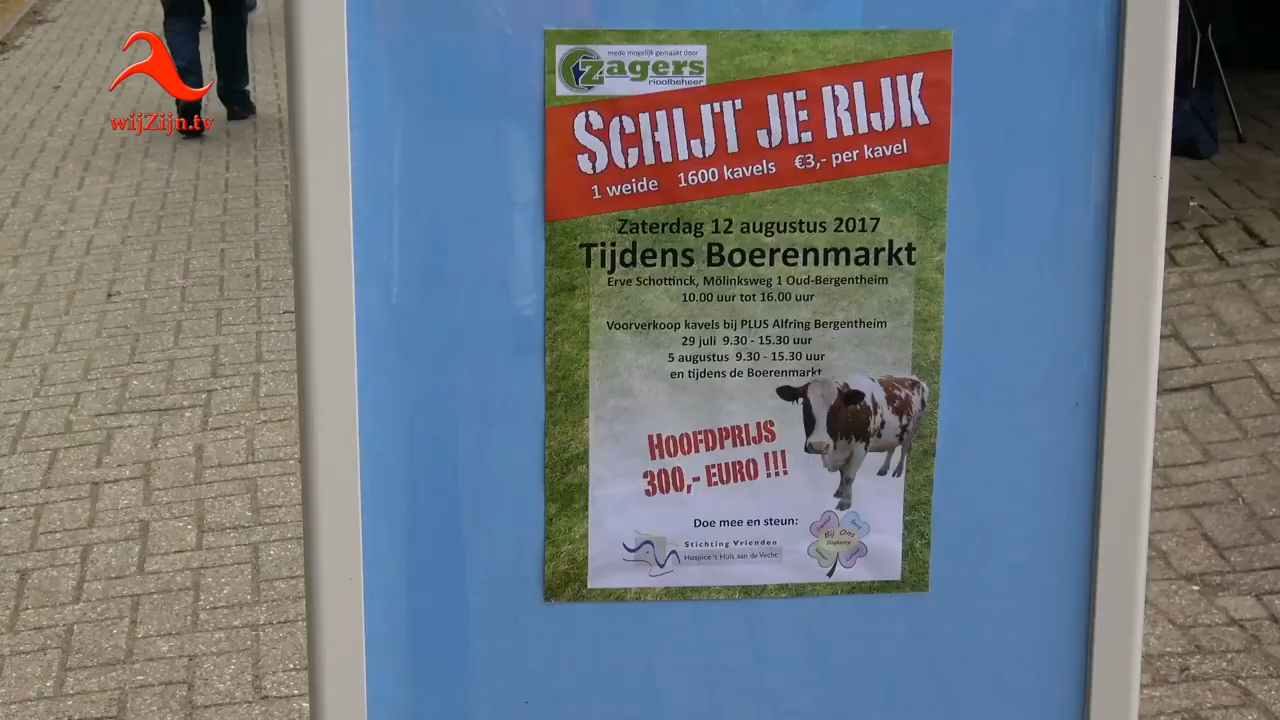 wijZijn.tv
mede mogelijk gemaakt door
Zagers
rioolbeheer
SCHIJT JE RIJK
1 weide 1600 kavels €3,- per kavel
Zaterdag 12 augustus 2017
Tijdens Boerenmarkt
Erve Schottinck, Mölinksweg 1 Oud-Bergentheim
10.00 uur tot 16.00 uur
Voorverkoop kavels bij PLUS Alfring Bergentheim
29 juli 9.30 - 15.30 uur
5 augustus 9.30 - 15.30 uur
en tijdens de Boerenmarkt
HOOFDPRIJS
300,- EURO !!!
Doe mee en steun:
Stichting Vrienden
Hospice 't Huis aan de Vecht
Bij Ons